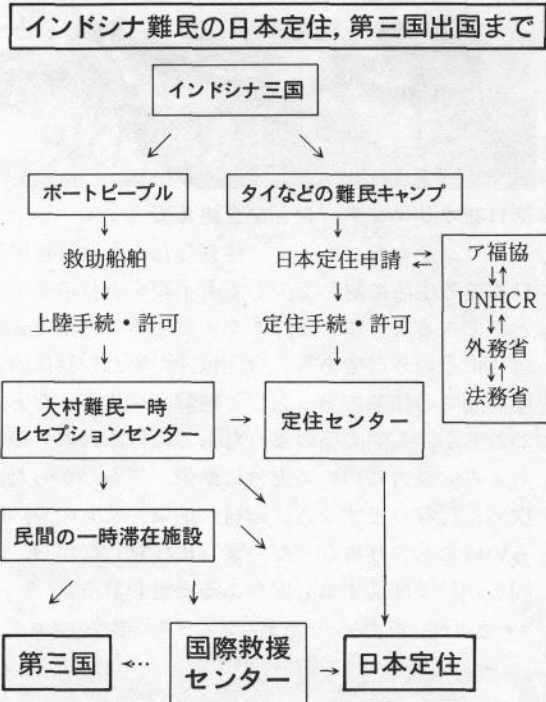 インドシナ難民の日本定住，第三国出国まで
インドシナ三国
ボートピープル
タイなどの難民キャンプ
救助船舶
日本定住申請
ア福協
UNHCR
外務省
法務省
上陸手続・許可
定住手続・許可
大村難民一時
レセプションセンター
定住センター
民間の一時滞在施設
第三国
国際救援
センター
日本定住